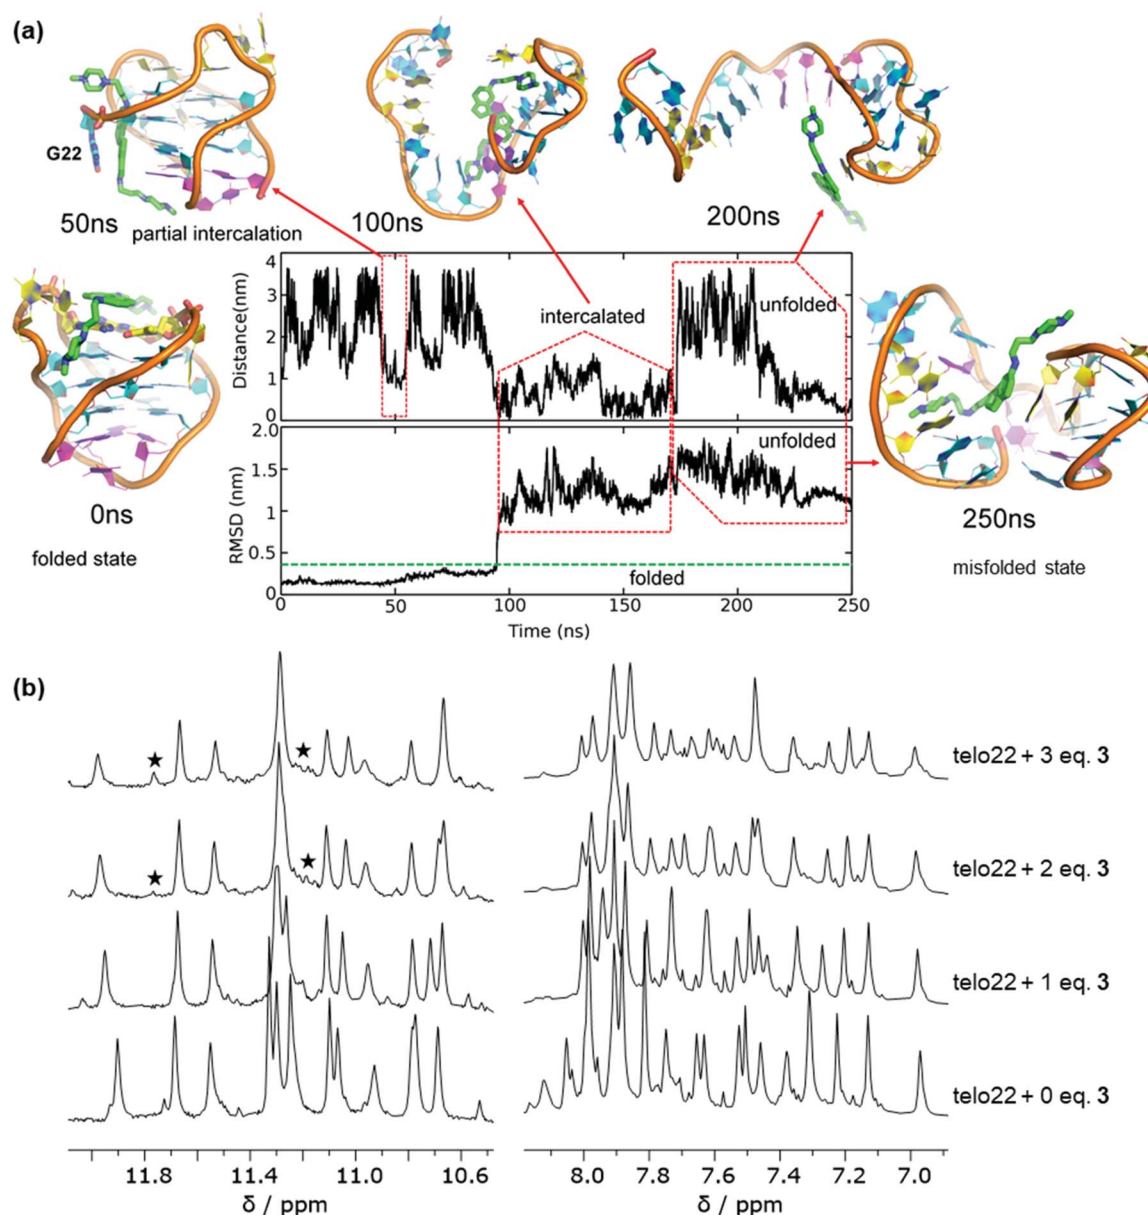 (a)
G22
50ns
partial intercalation
100ns
200ns
4
3
2
1
0
Distance(nm)
intercalated
unfolded
2.0
1.5
1.0
0.5
0
RMSD (nm)
unfolded
folded
0 50 100 150 200 250
Time (ns)
0ns
folded state
250ns
misfolded state
(b)
★ ★
telo22 + 3 eq. 3
★ ★
telo22 + 2 eq. 3
telo22 + 1 eq. 3
telo22 + 0 eq. 3
11.8 11.4 11.0 10.6
δ / ppm
8.0 7.8 7.6 7.4 7.2 7.0
δ / ppm